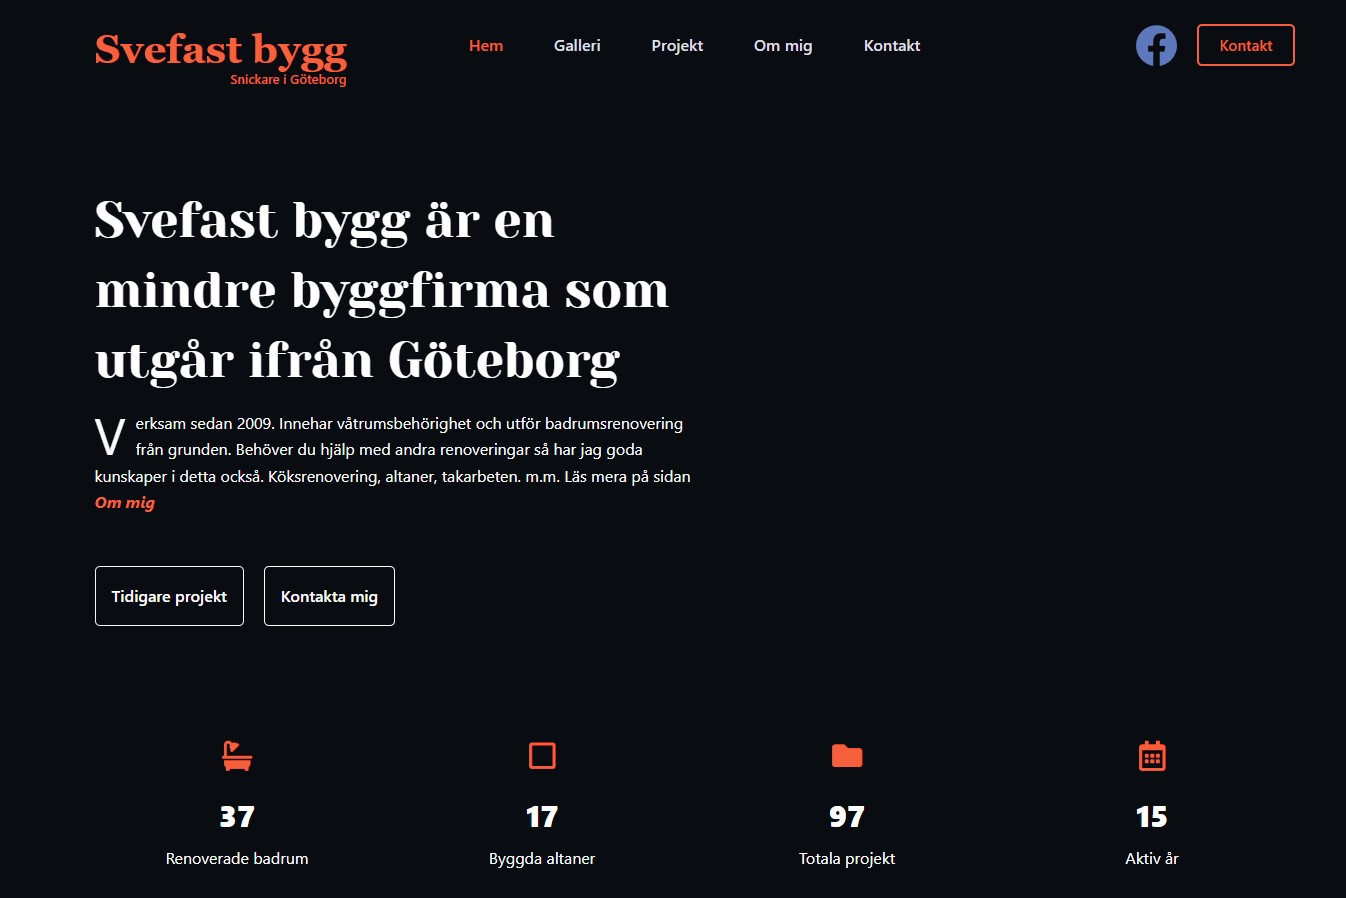 Svefast bygg
Snickare i Göteborg
Hem
Galleri
Projekt
Om mig
Kontakt
Kontakt
Svefast bygg är en
mindre byggfirma som
utgår ifrån Göteborg
Verksam sedan 2009. Innehar våtrumsbehörighet och utför badrumsrenovering
från grunden. Behöver du hjälp med andra renoveringar så har jag goda
kunskaper i detta också. Köksrenovering, altaner, takarbeten. m.m. Läs mera på sidan
Om mig
Tidigare projekt
Kontakta mig
37
Renoverade badrum
17
Byggda altaner
97
Totala projekt
15
Aktiv år